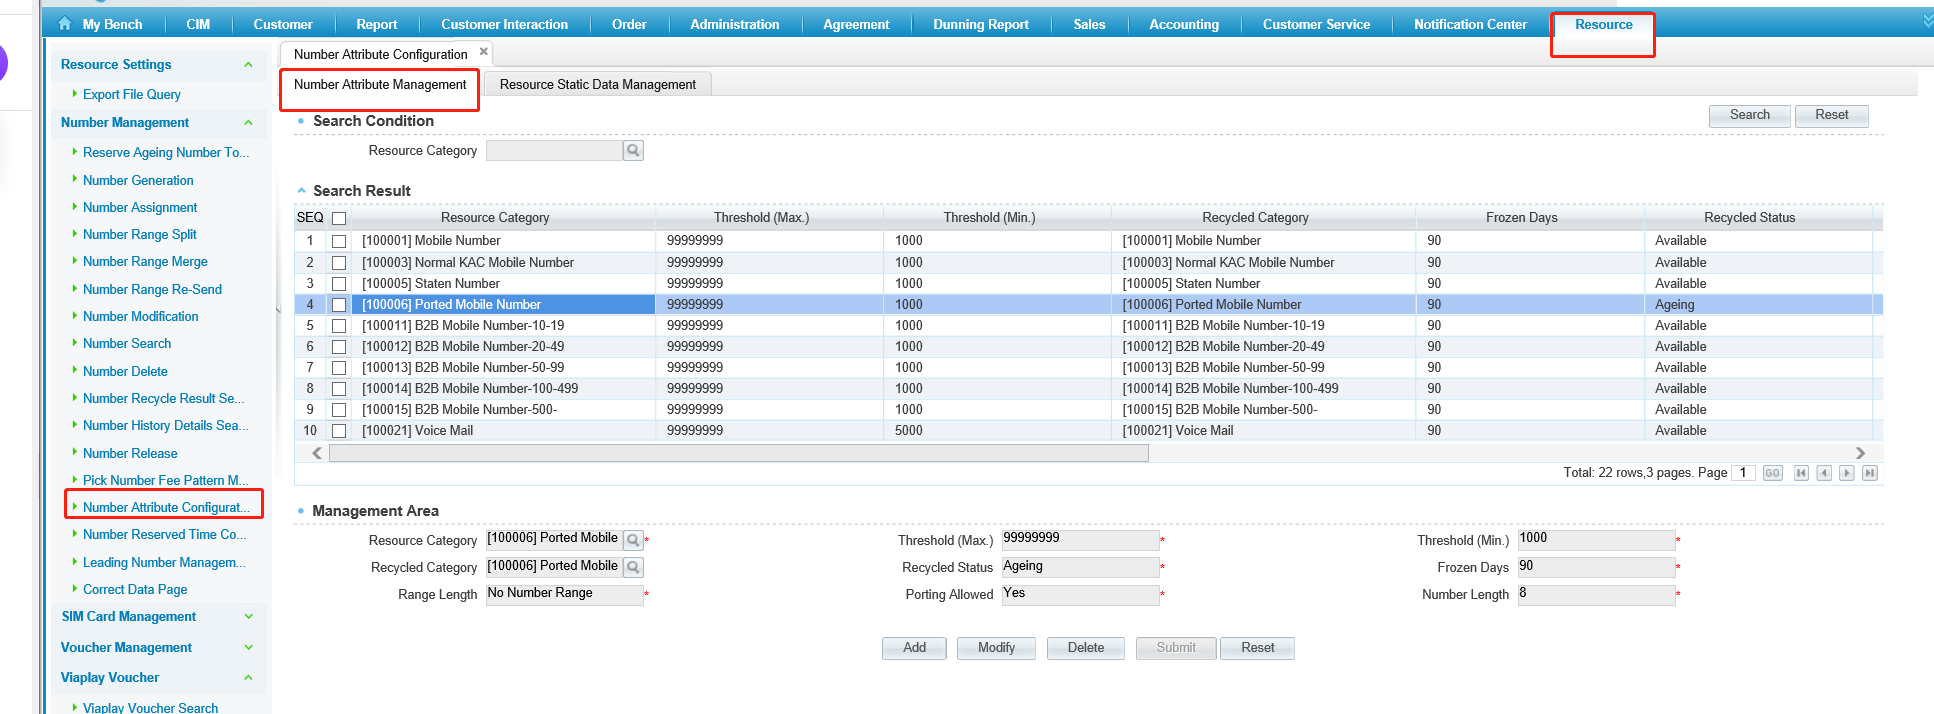 My Bench CIM Customer Report Customer Interaction Order Administration Agreement Dunning Report Sales Accounting Customer Service Notification Center Resource
Resource Settings
Export File Query
Number Management
Reserve Ageing Number To...
Number Generation
Number Assignment
Number Range Split
Number Range Merge
Number Range Re-Send
Number Modification
Number Search
Number Delete
Number Recycle Result Se...
Number History Details Sea...
Number Release
Pick Number Fee Pattern M...
Number Attribute Configurat...
Number Reserved Time Co...
Leading Number Managem...
Correct Data Page
SIM Card Management
Voucher Management
Viaplay Voucher
Viaplay Voucher Search
Number Attribute Configuration
Number Attribute Management Resource Static Data Management
Search Condition Search Reset
Resource Category
Search Result
SEQ Resource Category Threshold (Max.) Threshold (Min.) Recycled Category Frozen Days Recycled Status
1 [100001] Mobile Number 99999999 1000 [100001] Mobile Number 90 Available
2 [100003] Normal KAC Mobile Number 99999999 1000 [100003] Normal KAC Mobile Number 90 Available
3 [100005] Staten Number 99999999 1000 [100005] Staten Number 90 Available
4 [100006] Ported Mobile Number 99999999 1000 [100006] Ported Mobile Number 90 Ageing
5 [100011] B2B Mobile Number-10-19 99999999 1000 [100011] B2B Mobile Number-10-19 90 Available
6 [100012] B2B Mobile Number-20-49 99999999 1000 [100012] B2B Mobile Number-20-49 90 Available
7 [100013] B2B Mobile Number-50-99 99999999 1000 [100013] B2B Mobile Number-50-99 90 Available
8 [100014] B2B Mobile Number-100-499 99999999 1000 [100014] B2B Mobile Number-100-499 90 Available
9 [100015] B2B Mobile Number-500- 99999999 1000 [100015] B2B Mobile Number-500- 90 Available
10 [100021] Voice Mail 99999999 5000 [100021] Voice Mail 90 Available
Total: 22 rows,3 pages. Page 1 GO
Management Area
Resource Category [100006] Ported Mobile * Threshold (Max.) 99999999 * Threshold (Min.) 1000 *
Recycled Category [100006] Ported Mobile Recycled Status Ageing * Frozen Days 90 *
Range Length No Number Range * Porting Allowed Yes * Number Length 8 *
Add Modify Delete Submit Reset